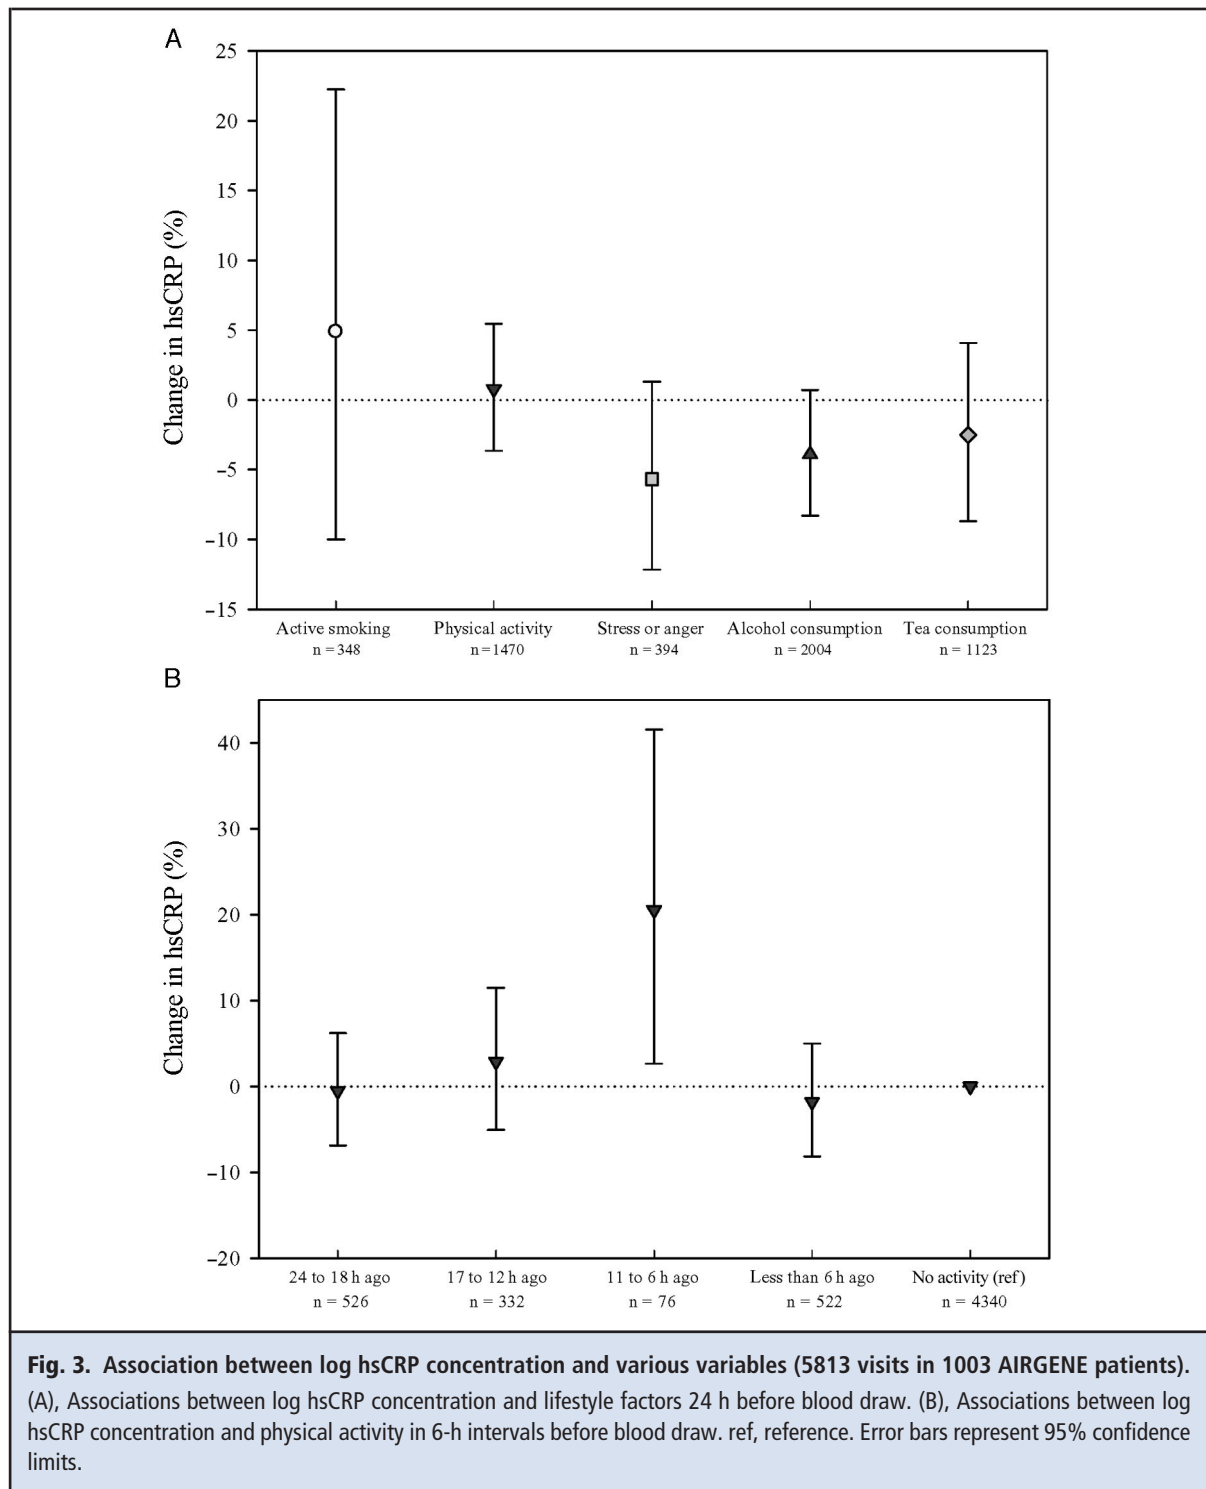 A
Change in hsCRP (%)
25
20
15
10
5
0
–5
–10
–15
Active smoking
n = 348
Physical activity
n =1470
Stress or anger
n = 394
Alcohol consumption
n = 2004
Tea consumption
n = 1123
B
Change in hsCRP (%)
40
30
20
10
0
–10
–20
24 to 18 h ago
n = 526
17 to 12 h ago
n = 332
11 to 6 h ago
n = 76
Less than 6 h ago
n = 522
No activity (ref)
n = 4340
Fig. 3. Association between log hsCRP concentration and various variables (5813 visits in 1003 AIRGENE patients).
(A), Associations between log hsCRP concentration and lifestyle factors 24 h before blood draw. (B), Associations between log
hsCRP concentration and physical activity in 6-h intervals before blood draw. ref, reference. Error bars represent 95% confidence
limits.